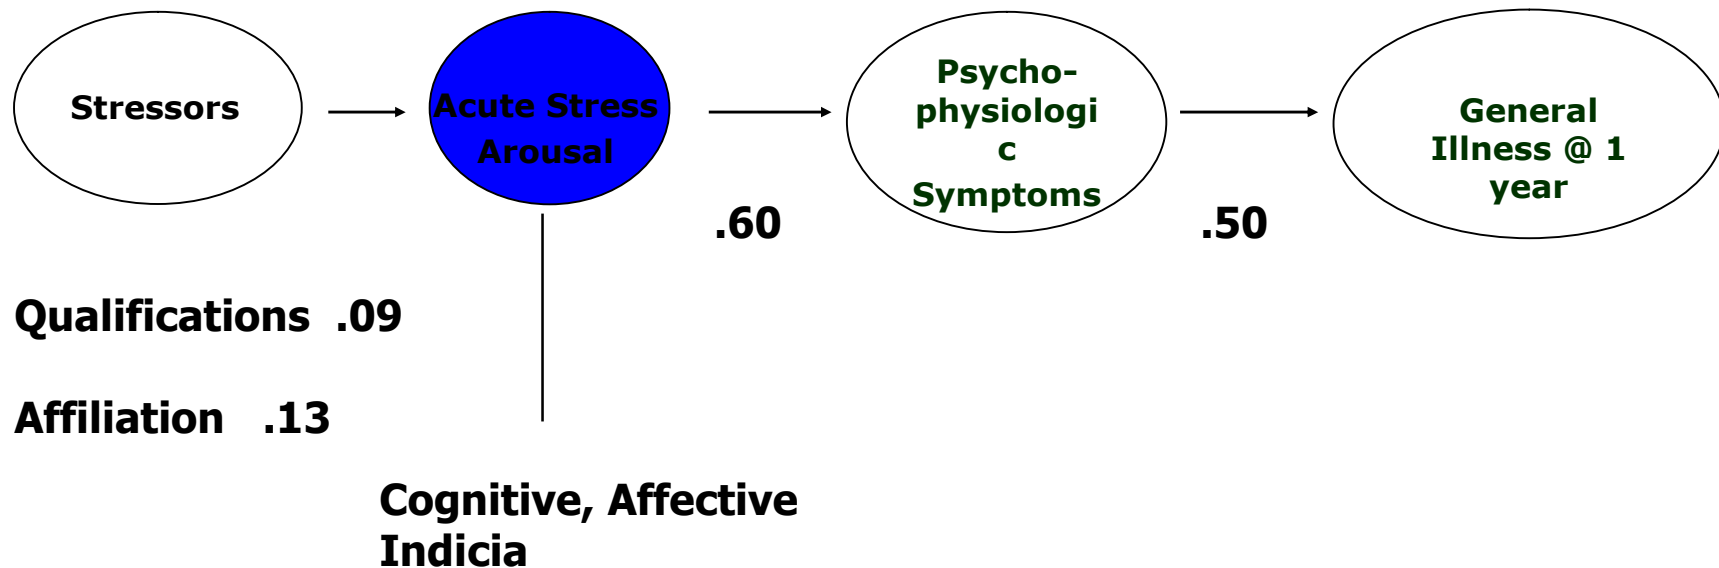 Stressors
Acute Stress
Arousal
Psycho-
physiologi
c
Symptoms
General
Illness @ 1
year
.60
.50
Qualifications .09
Affiliation .13
Cognitive, Affective
Indicia